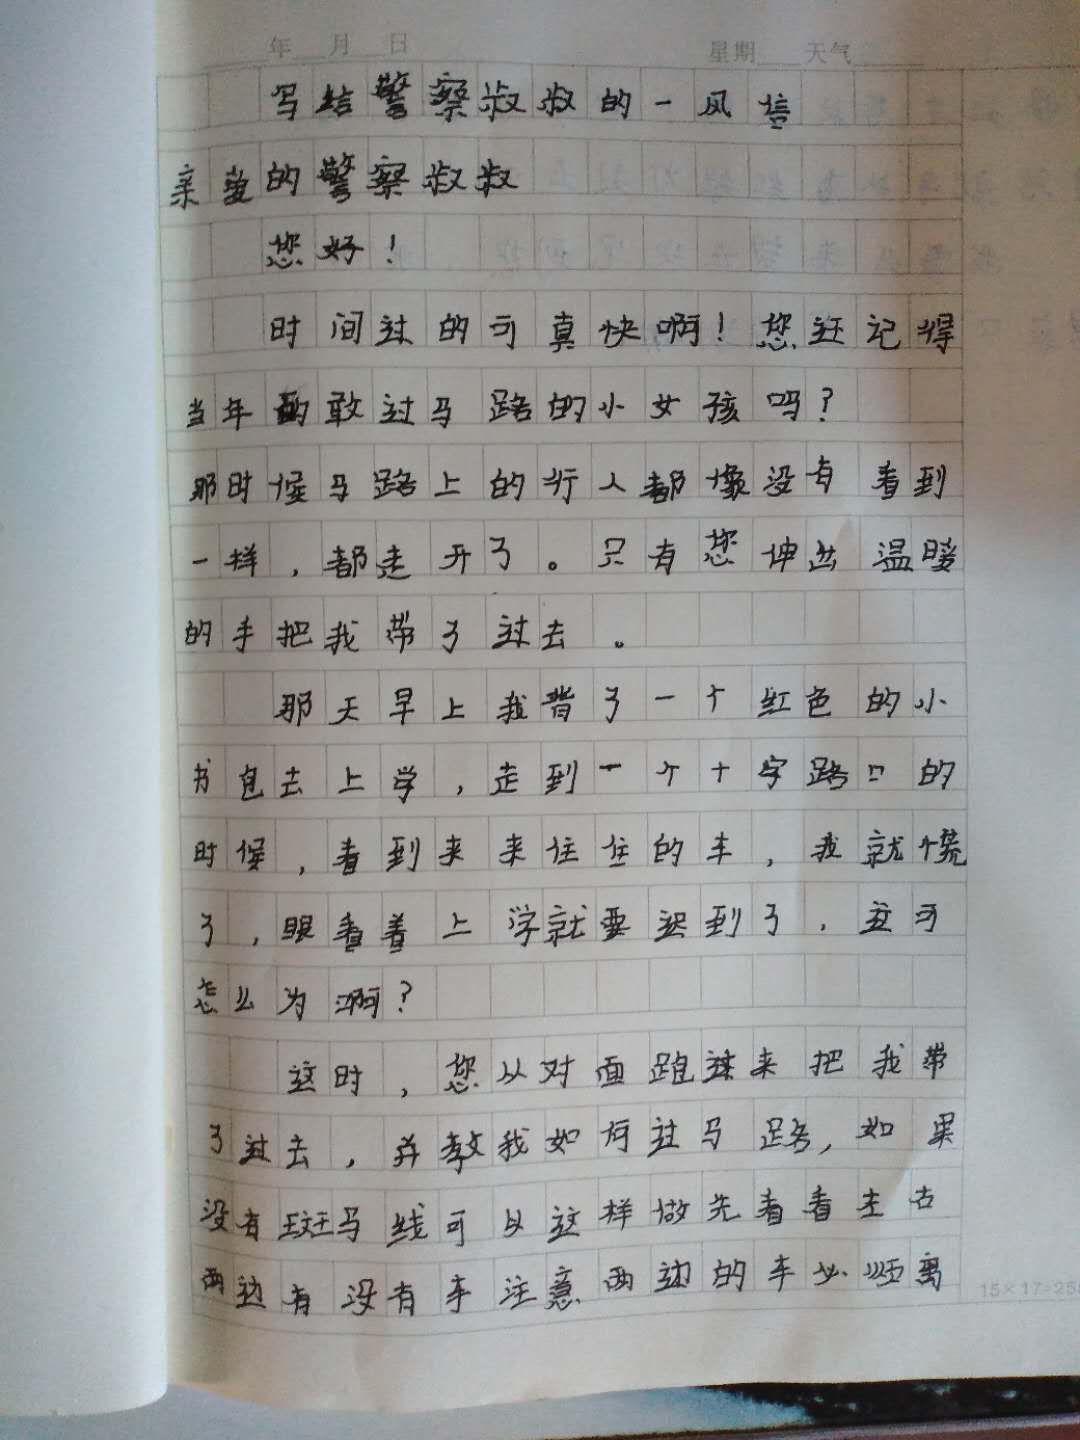 年 月 日 星期 天气
写给警察叔叔的一风信
亲爱的警察叔叔
您好！
时间过的可真快啊！您还记得
当年敢过马路的小女孩吗？
那时候马路上的行人都像没有看到
一样，都走开了。只有您伸出温暖
的手把我带了过去。
那天早上我背了一个红色的小
书包去上学，走到一个十字路口的
时候，看到来来往往的车，我就慌
了，眼看着上学就要迟到了，这可
怎么为啊？
这时，您从对面跑过来把我带
了过去，并教我如何过马路，如果
没有斑马线可以这样做先看看左右
两边有没有车注意两边的车必须离
15×17=255